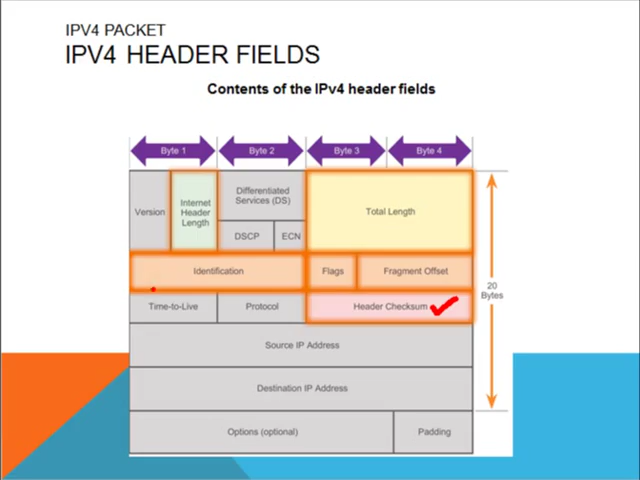 IPV4 PACKET
IPV4 HEADER FIELDS
Contents of the IPv4 header fields
Byte 1 Byte 2 Byte 3 Byte 4
Version
Internet
Header
Length
Differentiated
Services (DS)
DSCP ECN
Total Length
Identification Flags Fragment Offset
Time-to-Live Protocol Header Checksum
20
Bytes
Source IP Address
Destination IP Address
Options (optional) Padding